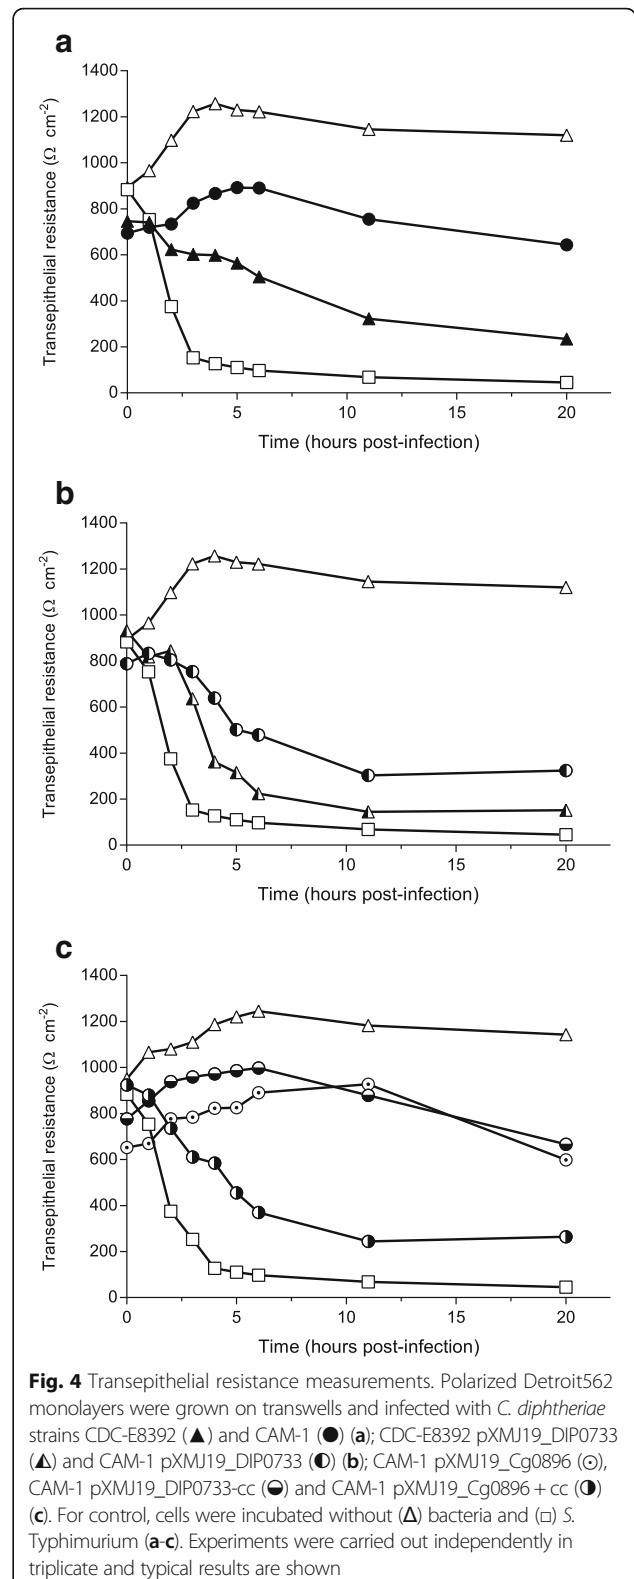 a
1400
1200
1000
800
600
400
200
0
Transepithelial resistance (Ω cm-2)
0 5 10 15 20
Time (hours post-infection)
b
1400
1200
1000
800
600
400
200
0
Transepithelial resistance (Ω cm-2)
0 5 10 15 20
Time (hours post-infection)
c
1400
1200
1000
800
600
400
200
0
Transepithelial resistance (Ω cm-2)
0 5 10 15 20
Time (hours post-infection)
Fig. 4 Transepithelial resistance measurements. Polarized Detroit562
monolayers were grown on transwells and infected with C. diphtheriae
strains CDC-E8392 (▲) and CAM-1 (●) (a); CDC-E8392 pXMJ19_DIP0733
(◭) and CAM-1 pXMJ19_DIP0733 (◐) (b); CAM-1 pXMJ19_Cg0896 (⊙),
CAM-1 pXMJ19_DIP0733-cc (◒) and CAM-1 pXMJ19_Cg0896 + cc (◑)
(c). For control, cells were incubated without (Δ) bacteria and (□) S.
Typhimurium (a-c). Experiments were carried out independently in
triplicate and typical results are shown